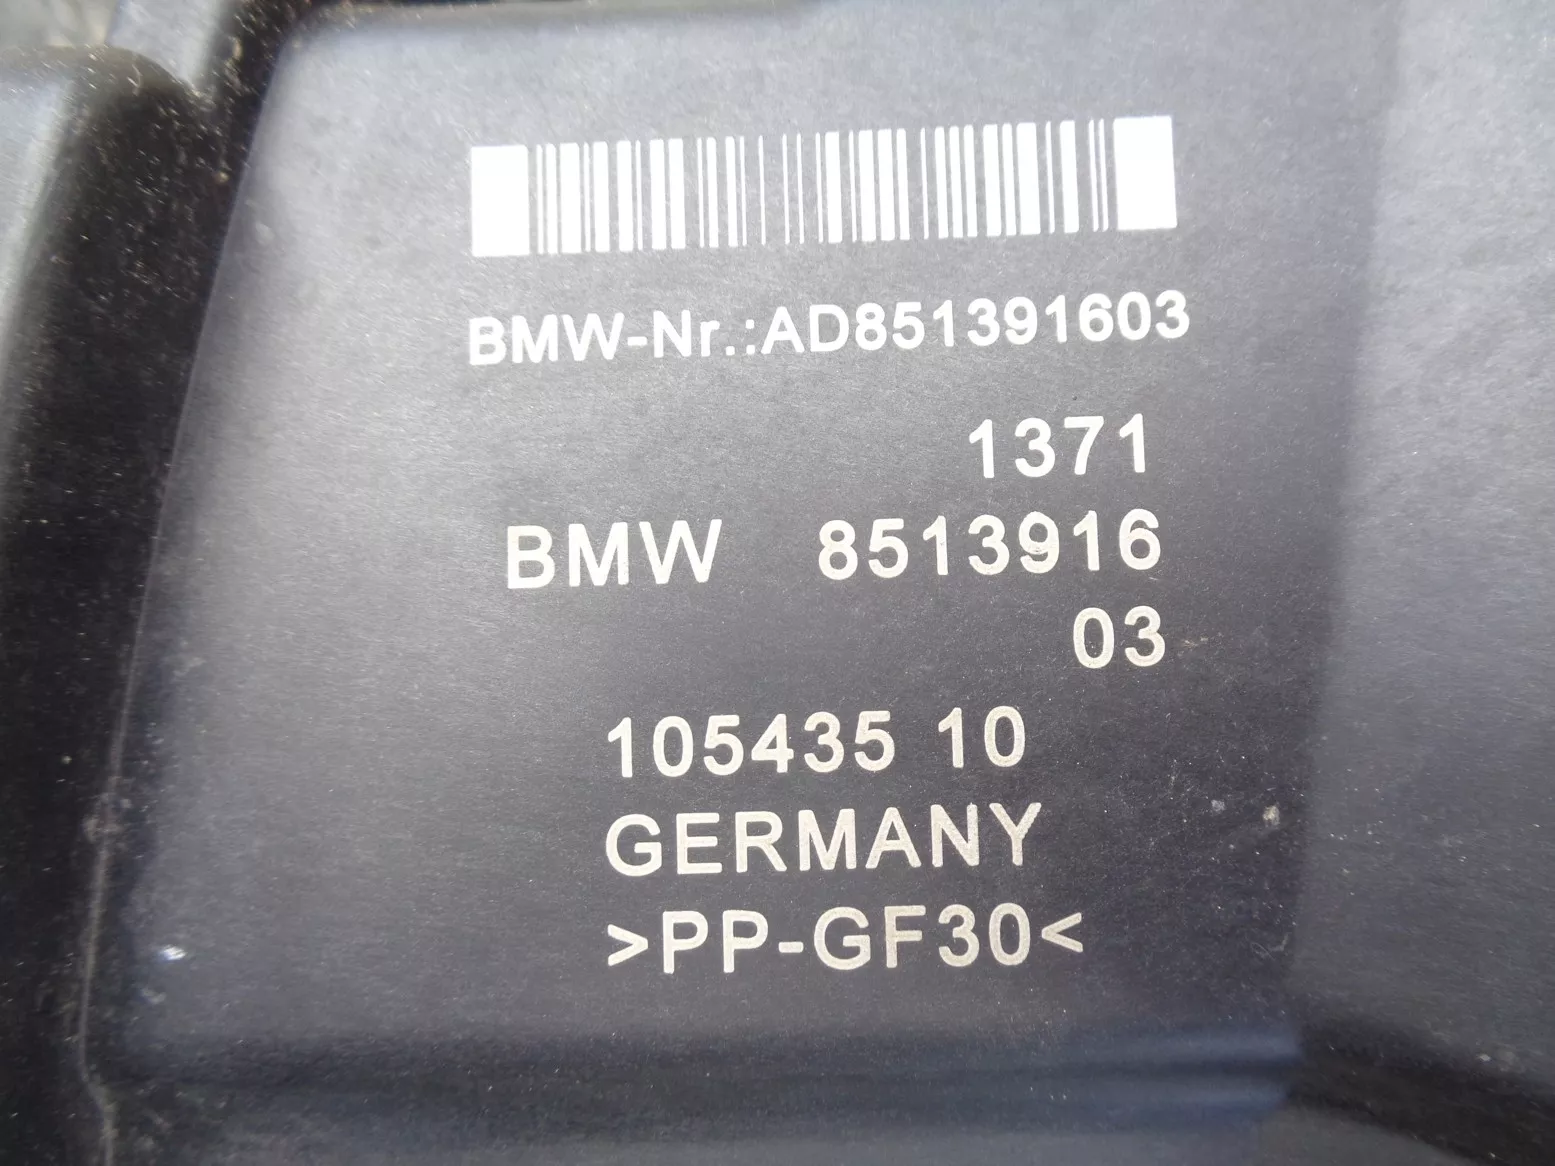 BMW-Nr.:AD851391603
1371
BMW 8513916
03
105435 10
GERMANY
>PP-GF30<